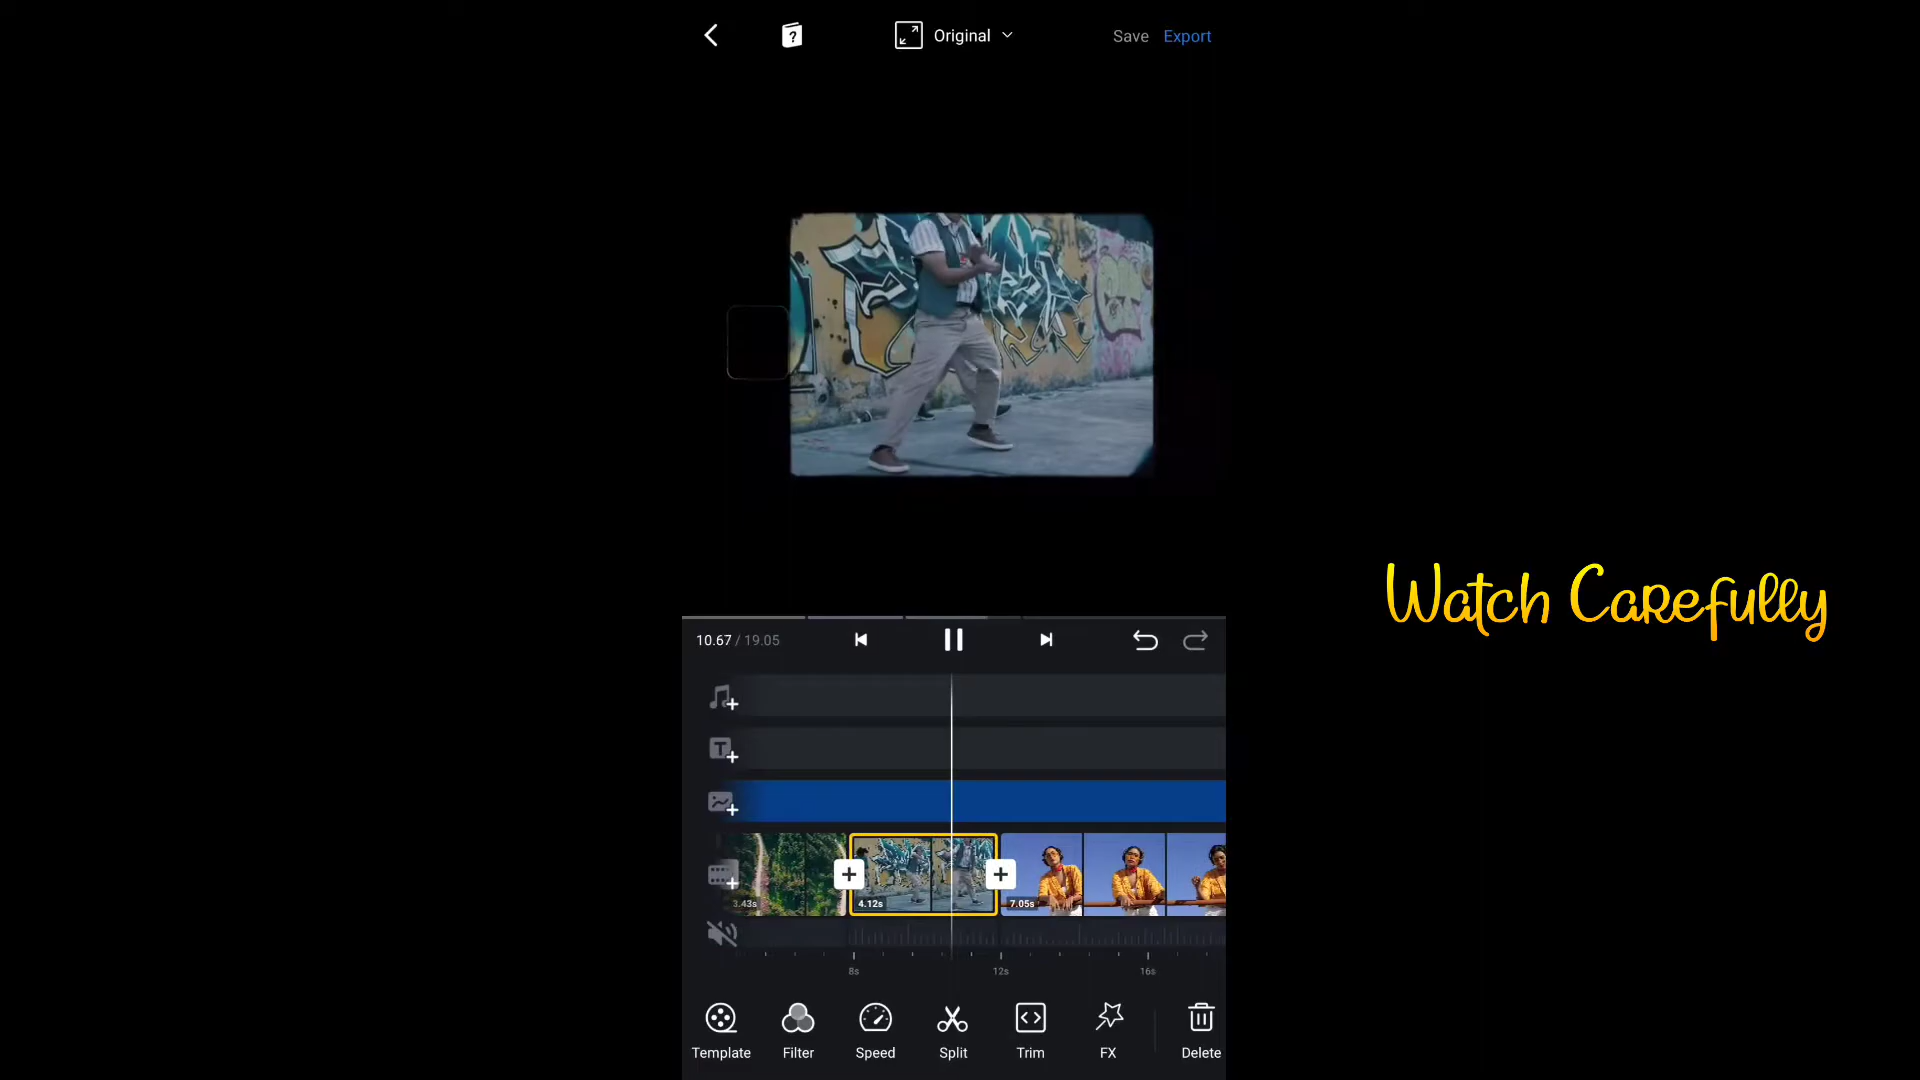 Original
Save Export
10.67 / 19.05
Watch Carefully
3.43s
4.12s
7.05s
8s
12s
16s
Template
Filter
Speed
Split
Trim
FX
Delete